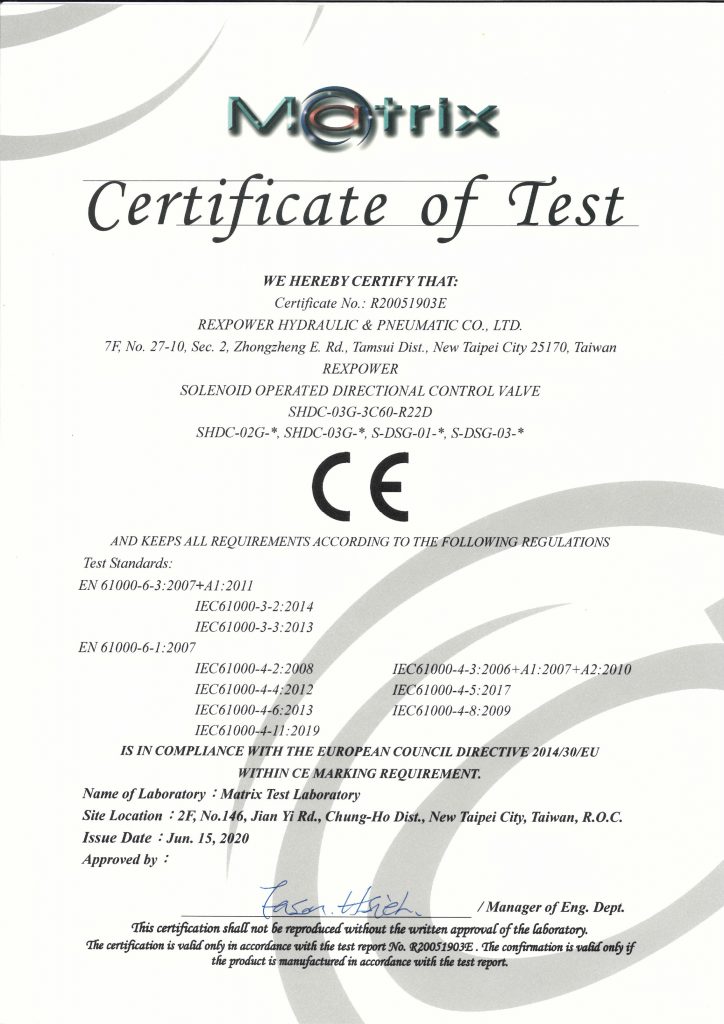 Matrix
Certificate of Test
WE HEREBY CERTIFY THAT:
Certificate No.: R20051903E
REXPOWER HYDRAULIC & PNEUMATIC CO., LTD.
7F, No. 27-10, Sec. 2, Zhongzheng E. Rd., Tamsui Dist., New Taipei City 25170, Taiwan
REXPOWER
SOLENOID OPERATED DIRECTIONAL CONTROL VALVE
SHDC-03G-3C60-R22D
SHDC-02G-*, SHDC-03G-*, S-DSG-01-*, S-DSG-03-*
CE
AND KEEPS ALL REQUIREMENTS ACCORDING TO THE FOLLOWING REGULATIONS
Test Standards:
EN 61000-6-3:2007+A1:2011
IEC61000-3-2:2014
IEC61000-3-3:2013
EN 61000-6-1:2007
IEC61000-4-2:2008 IEC61000-4-3:2006+A1:2007+A2:2010
IEC61000-4-4:2012 IEC61000-4-5:2017
IEC61000-4-6:2013 IEC61000-4-8:2009
IEC61000-4-11:2019
IS IN COMPLIANCE WITH THE EUROPEAN COUNCIL DIRECTIVE 2014/30/EU
WITHIN CE MARKING REQUIREMENT.
Name of Laboratory：Matrix Test Laboratory
Site Location：2F, No.146, Jian Yi Rd., Chung-Ho Dist., New Taipei City, Taiwan, R.O.C.
Issue Date：Jun. 15, 2020
Approved by：
Jason Hsieh / Manager of Eng. Dept.
This certification shall not be reproduced without the written approval of the laboratory.
The certification is valid only in accordance with the test report No. R20051903E . The confirmation is valid only if
the product is manufactured in accordance with the test report.